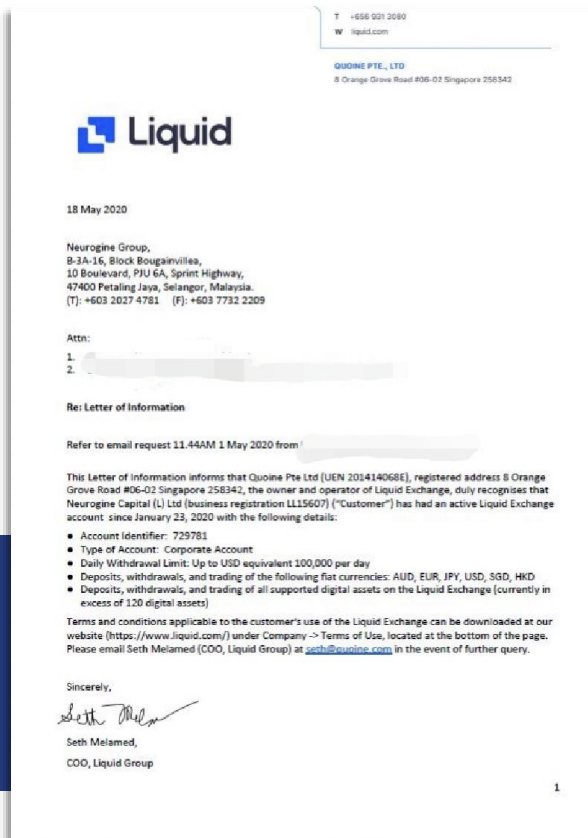 T +656 931 3080
W liquid.com
QUOINE PTE., LTD
8 Orange Grove Road #06-02 Singapore 258342
Liquid
18 May 2020
Neurogine Group,
B-3A-16, Block Bougainvillea,
10 Boulevard, PJU 6A, Sprint Highway,
47400 Petaling Jaya, Selangor, Malaysia.
(T): +603 2027 4781 (F): +603 7732 2209
Attn:
1.
2.
Re: Letter of Information
Refer to email request 11.44AM 1 May 2020 from
This Letter of Information informs that Quoine Pte Ltd (UEN 201414068E), registered address 8 Orange
Grove Road #06-02 Singapore 258342, the owner and operator of Liquid Exchange, duly recognises that
Neurogine Capital (L) Ltd (business registration LL15607) ("Customer") has had an active Liquid Exchange
account since January 23, 2020 with the following details:
• Account Identifier: 729781
• Type of Account: Corporate Account
• Daily Withdrawal Limit: Up to USD equivalent 100,000 per day
• Deposits, withdrawals, and trading of the following fiat currencies: AUD, EUR, JPY, USD, SGD, HKD
• Deposits, withdrawals, and trading of all supported digital assets on the Liquid Exchange (currently in
excess of 120 digital assets)
Terms and conditions applicable to the customer's use of the Liquid Exchange can be downloaded at our
website (https://www.liquid.com/) under Company -> Terms of Use, located at the bottom of the page.
Please email Seth Melamed (COO, Liquid Group) at seth@quoine.com in the event of further query.
Sincerely,
Seth Melamed,
COO, Liquid Group
1